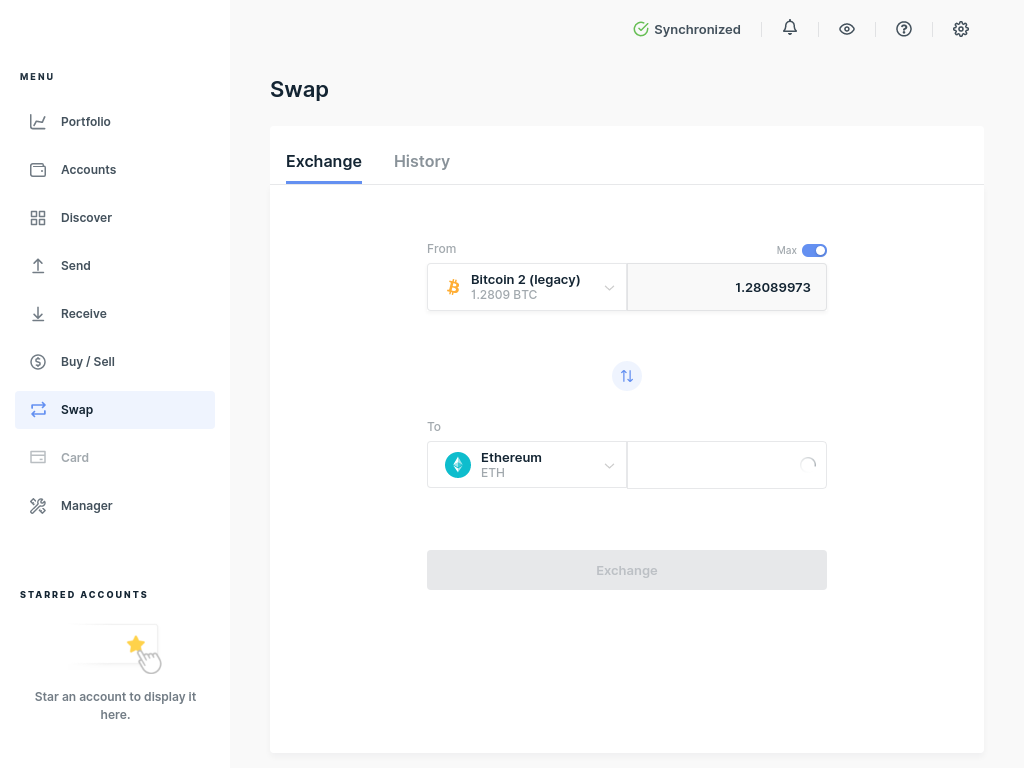 Synchronized
MENU
Portfolio
Accounts
Discover
Send
Receive
Buy / Sell
Swap
Card
Manager
STARRED ACCOUNTS
Star an account to display it
here.
Swap
Exchange
History
From
Max
Bitcoin 2 (legacy)
1.2809 BTC
1.28089973
To
Ethereum
ETH
Exchange